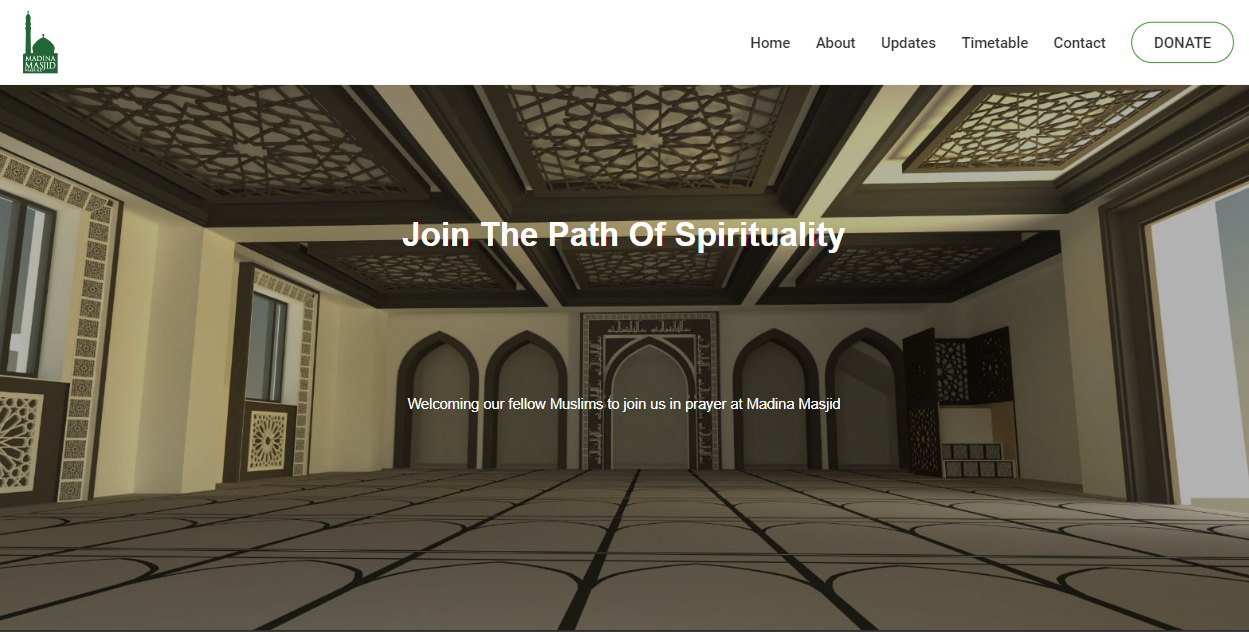 MADINA
MASJID
Home
About
Updates
Timetable
Contact
DONATE
Join The Path Of Spirituality
Welcoming our fellow Muslims to join us in prayer at Madina Masjid